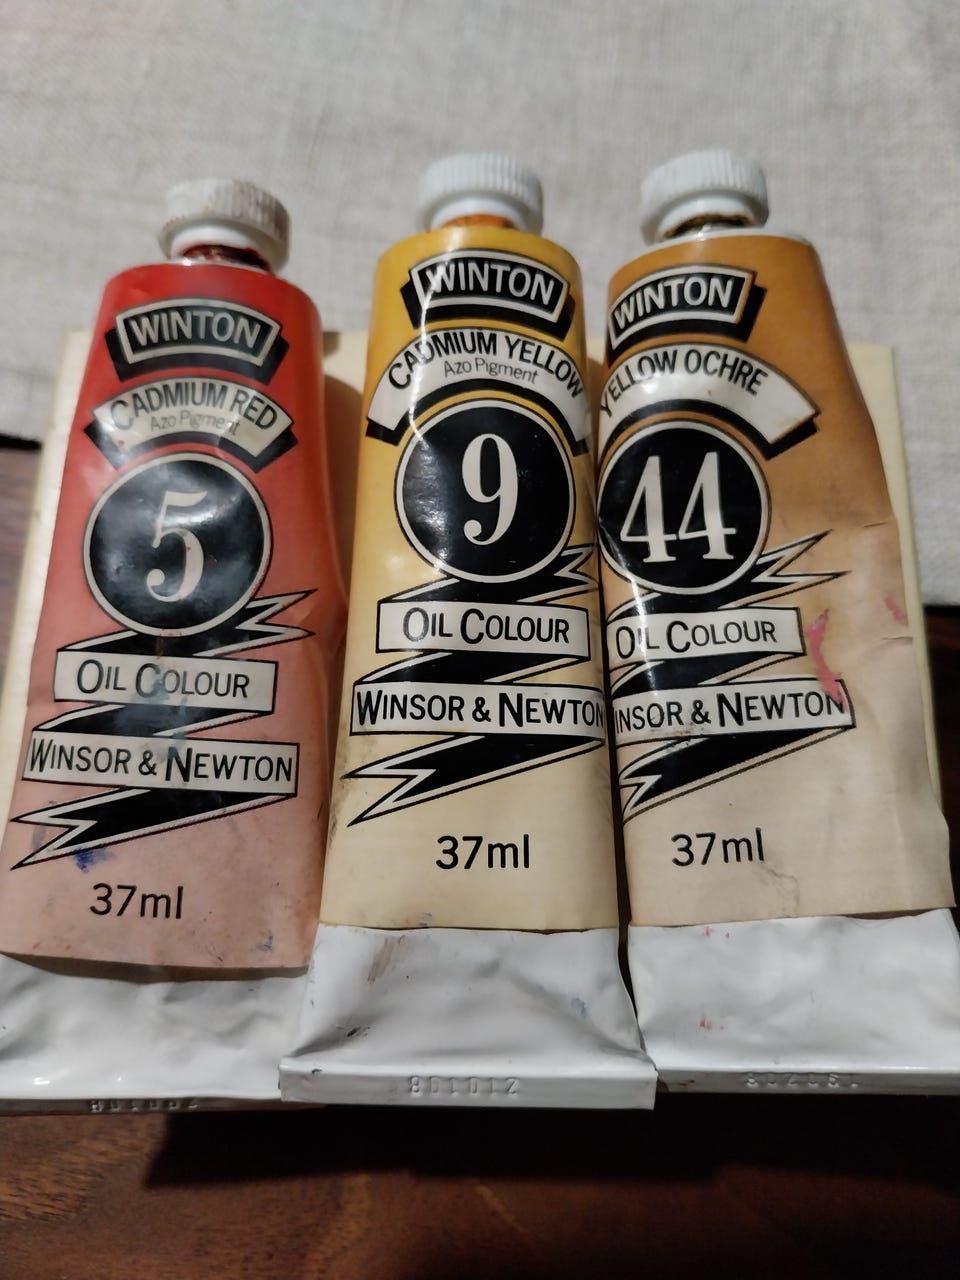 WINTON
CADMIUM RED
Azo Pigment
5
OIL COLOUR
WINSOR & NEWTON
37ml
WINTON
CADMIUM YELLOW
Azo Pigment
9
OIL COLOUR
WINSOR & NEWTON
37ml
WINTON
YELLOW OCHRE
44
OIL COLOUR
INSOR & NEWTON
37ml